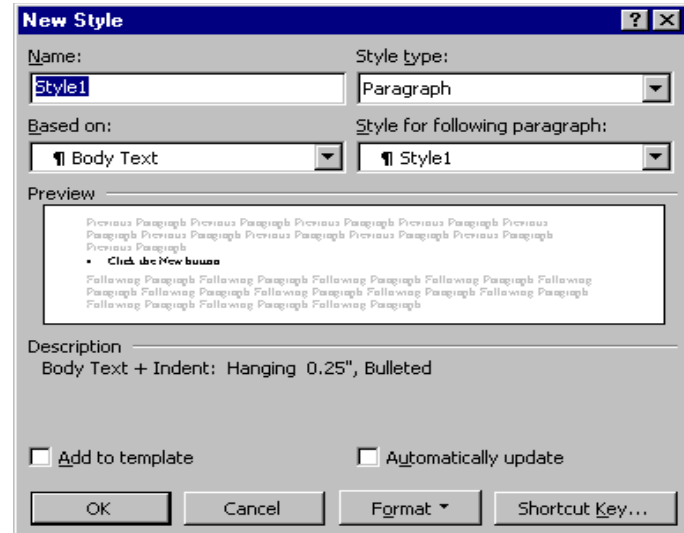 New Style
Name: Style type:
Style1 Paragraph
Based on: Style for following paragraph:
¶ Body Text ¶ Style1
Preview
Previous Paragraph Previous Paragraph Previous Paragraph Previous Paragraph Previous
Paragraph Previous Paragraph Previous Paragraph Previous Paragraph Previous Paragraph
Previous Paragraph
• Click the New button
Following Paragraph Following Paragraph Following Paragraph Following Paragraph Following
Paragraph Following Paragraph Following Paragraph Following Paragraph Following Paragraph
Following Paragraph Following Paragraph Following Paragraph
Description
Body Text + Indent: Hanging 0.25", Bulleted
Add to template Automatically update
OK Cancel Format Shortcut Key...